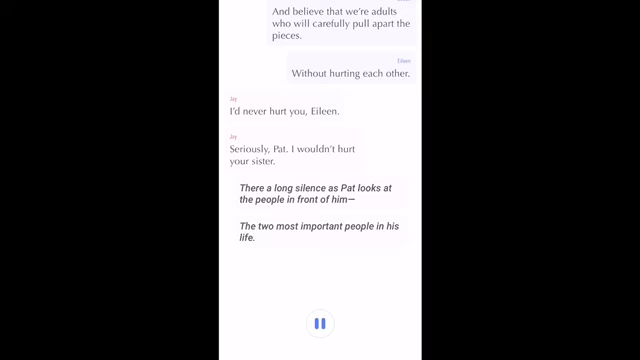 And believe that we're adults
who will carefully pull apart the
pieces.
Eileen
Without hurting each other.
Jay
I'd never hurt you, Eileen.
Jay
Seriously, Pat. I wouldn't hurt
your sister.
There a long silence as Pat looks at
the people in front of him—
The two most important people in his
life.